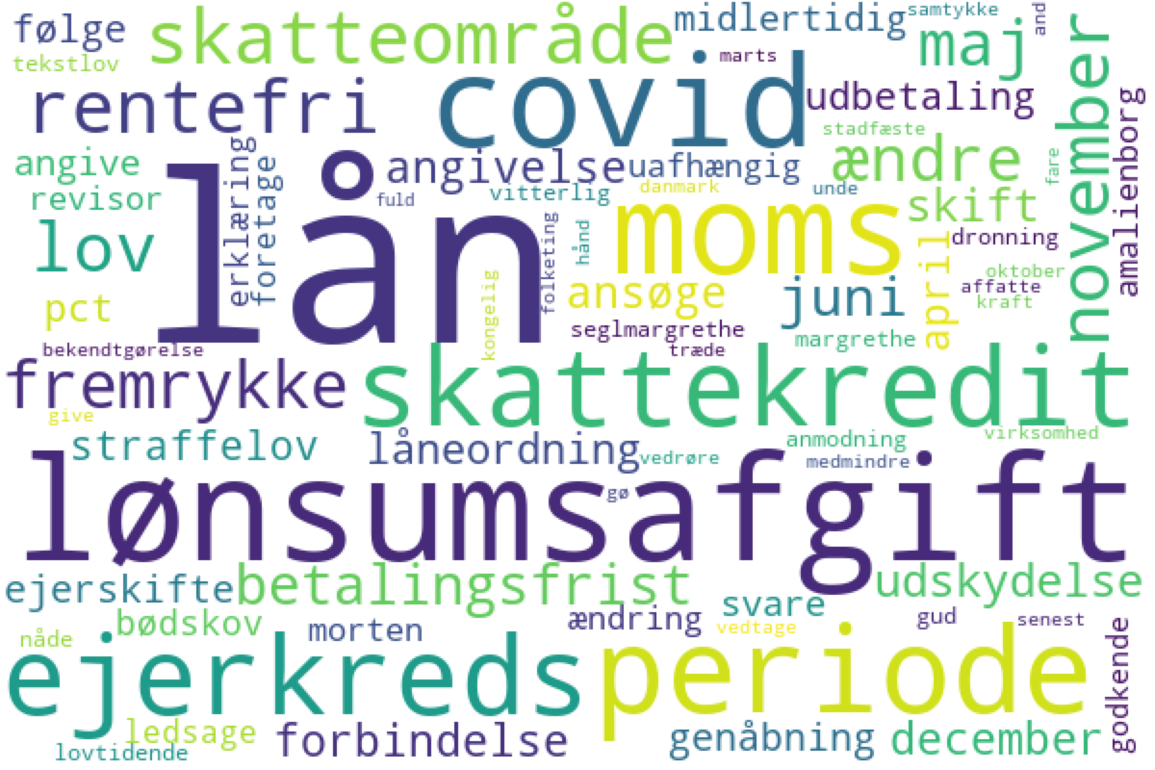 følge
skatteområde
midlertidig
samtykke
and
tekstlov
marts
maj
november
rentefri
covid
udbetaling
amalienborg
stadfæste
angive
erklæring
foretage
angivelse
uafhængig
ændre
fare
revisor
lån
fuld
vitterlig
danmark
unde
skift
lov
folketing
hånd
moms
april
dronning
pct
kongelig
ansøge
juni
oktober
affatte
kraft
seglmargrethe
margrethe
bekendtgørelse
træde
fremrykke
skattekredit
give
straffelov
låneordning
vedrøre
anmodning
virksomhed
medmindre
lønsumsafgift
gø
ejerskifte
betalingsfrist
udskydelse
svare
bødskov
morten
ændring
vedtage
gud
senest
nåde
ejerkreds
periode
godkende
ledsage
forbindelse
genåbning
december
lovtidende